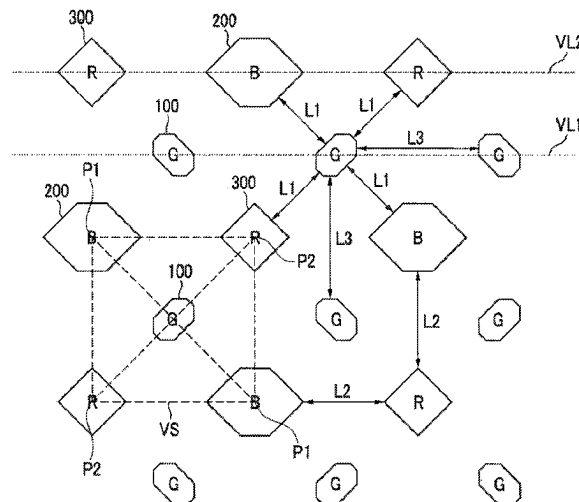 300 200
R B R VL2
L1 L1
100 L3
G G G VL1
P1 L1 L1
200 300
B R B
P2 L3
100
G G G
L2
R B L2 R
VS
P2 P1
G G G